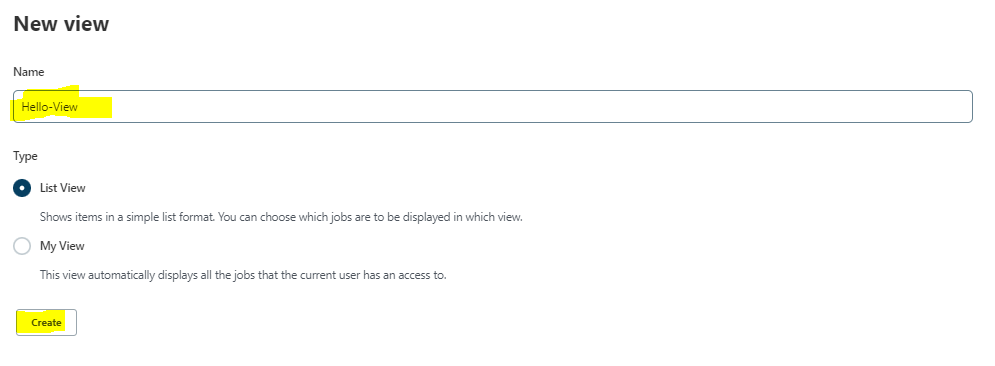 New view
Name
Hello-View
Type
List View
Shows items in a simple list format. You can choose which jobs are to be displayed in which view.
My View
This view automatically displays all the jobs that the current user has an access to.
Create